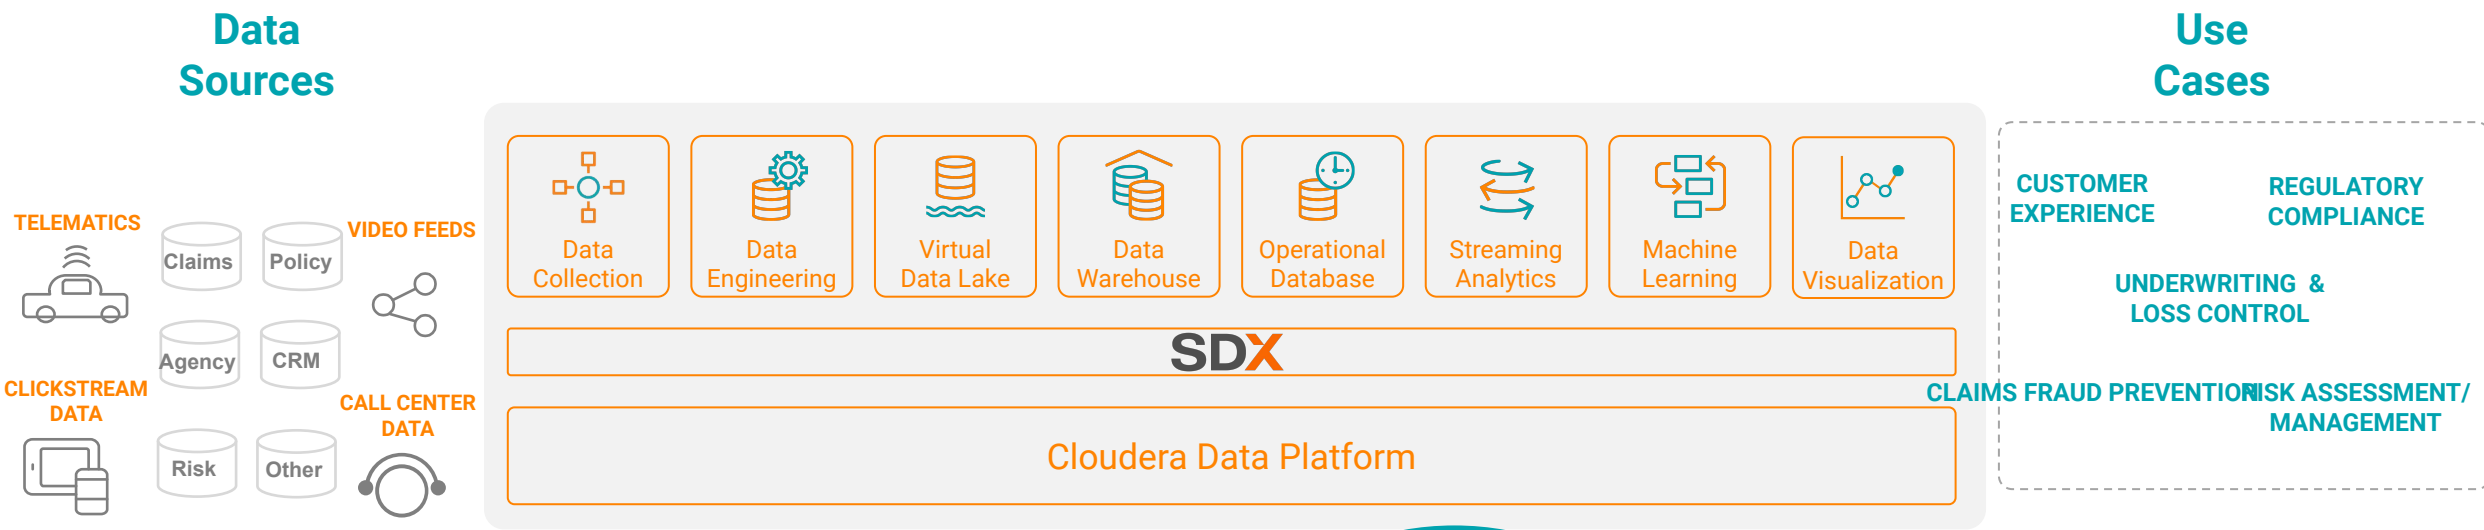 Data
Sources
Use
Cases
TELEMATICS
VIDEO FEEDS
Claims
Policy
Agency
CRM
CLICKSTREAM
DATA
CALL CENTER
DATA
Risk
Other
Data
Collection
Data
Engineering
Virtual
Data Lake
Data
Warehouse
Operational
Database
Streaming
Analytics
Machine
Learning
Data
Visualization
SDX
Cloudera Data Platform
CUSTOMER
EXPERIENCE
REGULATORY
COMPLIANCE
UNDERWRITING &
LOSS CONTROL
CLAIMS FRAUD PREVENTION
RISK ASSESSMENT/
MANAGEMENT